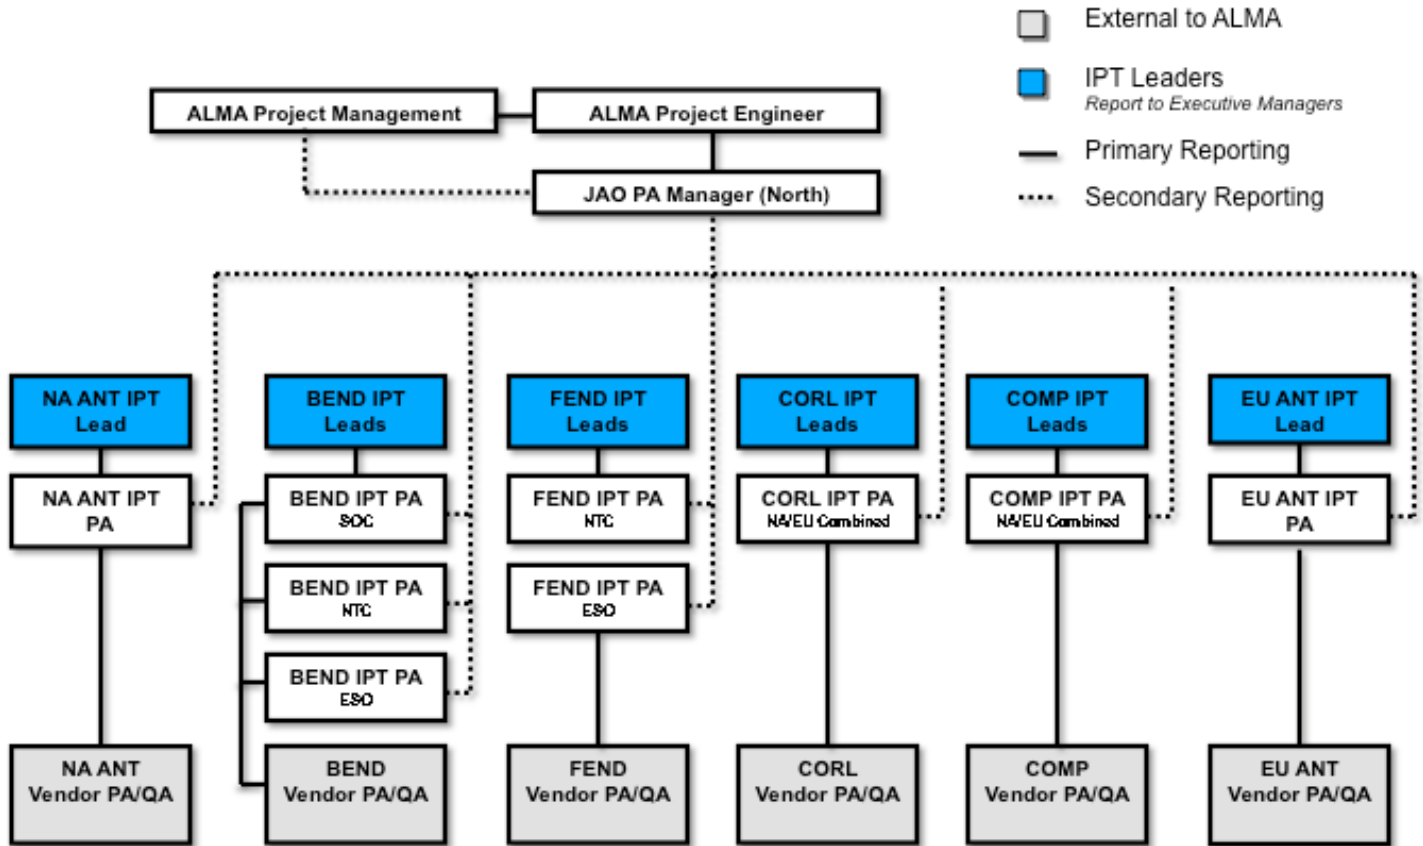 External to ALMA
IPT Leaders
Report to Executive Managers
Primary Reporting
Secondary Reporting
ALMA Project Management
ALMA Project Engineer
JAO PA Manager (North)
NA ANT IPT
Lead
BEND IPT
Leads
FEND IPT
Leads
CORL IPT
Leads
COMP IPT
Leads
EU ANT IPT
Lead
NA ANT IPT
PA
BEND IPT PA
SOC
FEND IPT PA
NTC
CORL IPT PA
NA/EU Combined
COMP IPT PA
NA/EU Combined
EU ANT IPT
PA
BEND IPT PA
NTC
FEND IPT PA
ESO
BEND IPT PA
ESO
NA ANT
Vendor PA/QA
BEND
Vendor PA/QA
FEND
Vendor PA/QA
CORL
Vendor PA/QA
COMP
Vendor PA/QA
EU ANT
Vendor PA/QA